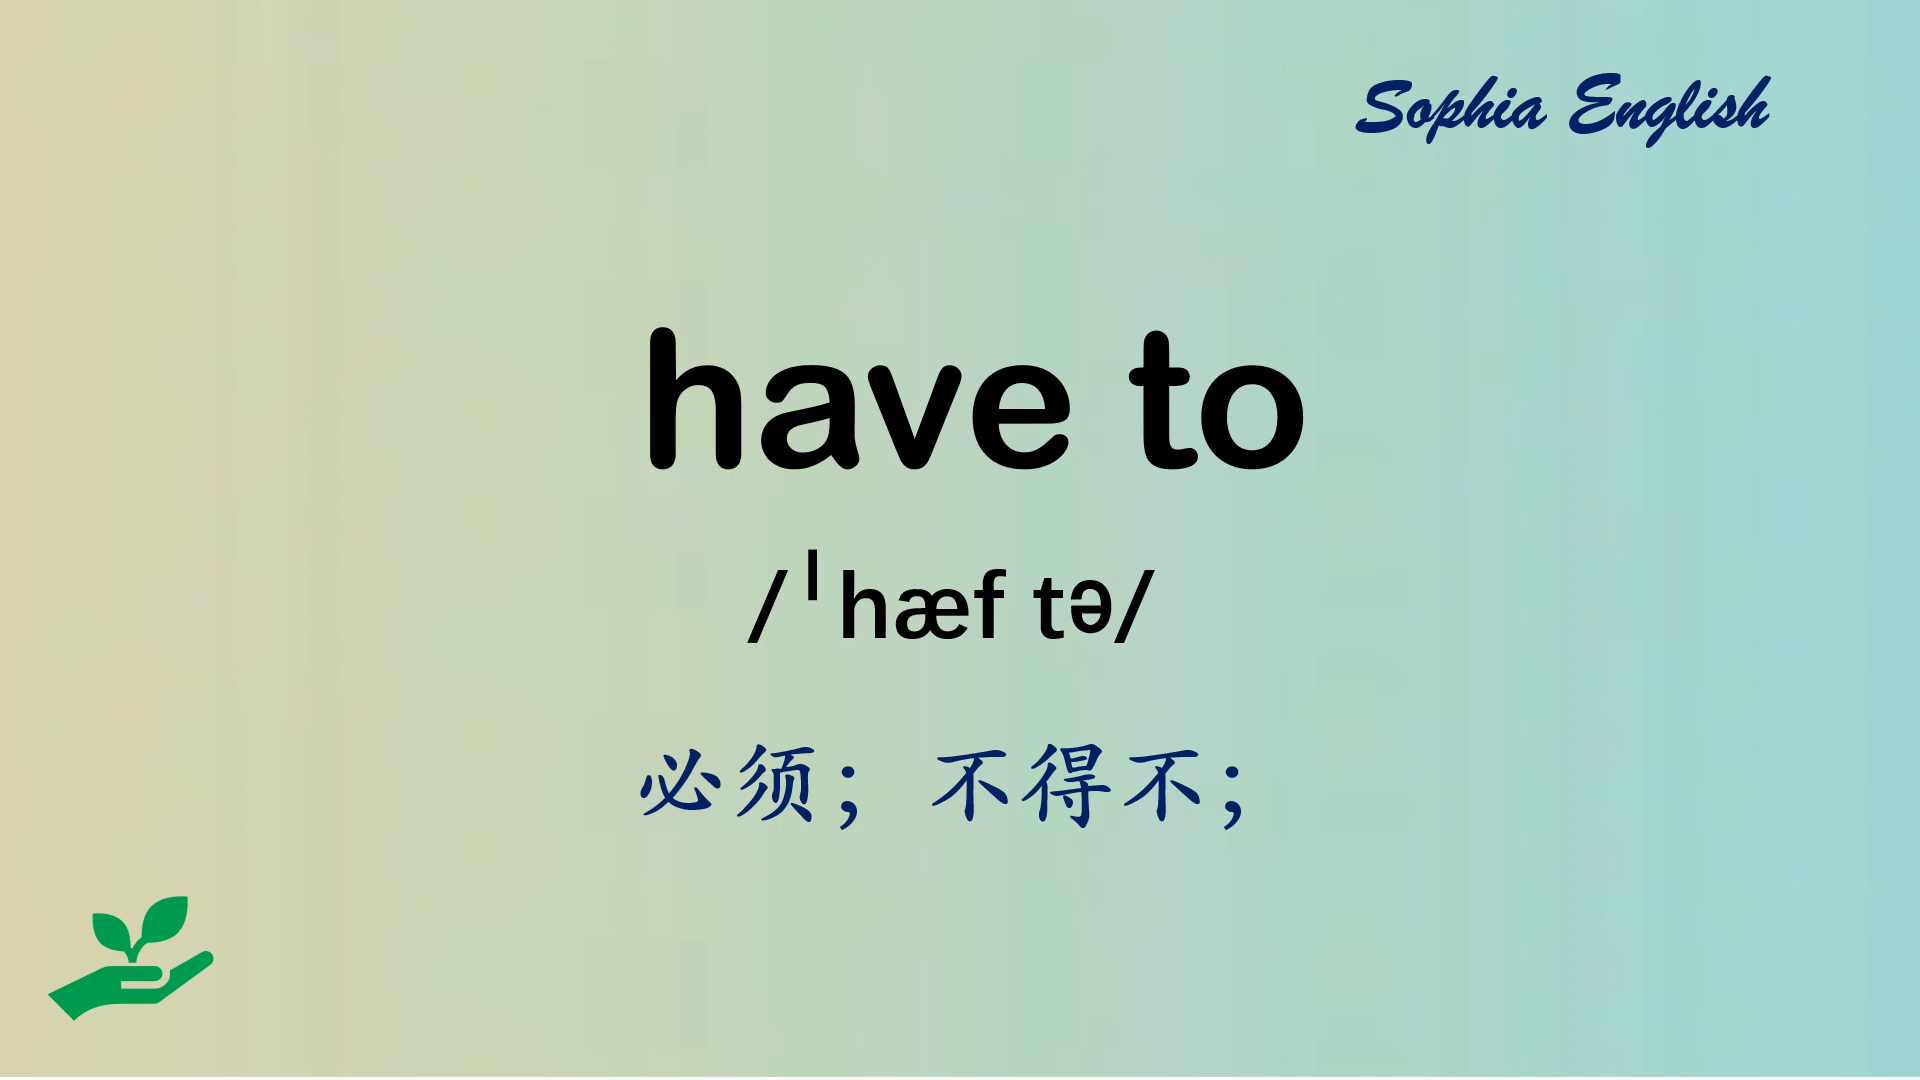 Sophia English
have to
/ˈhæf tə/
必须；不得不；